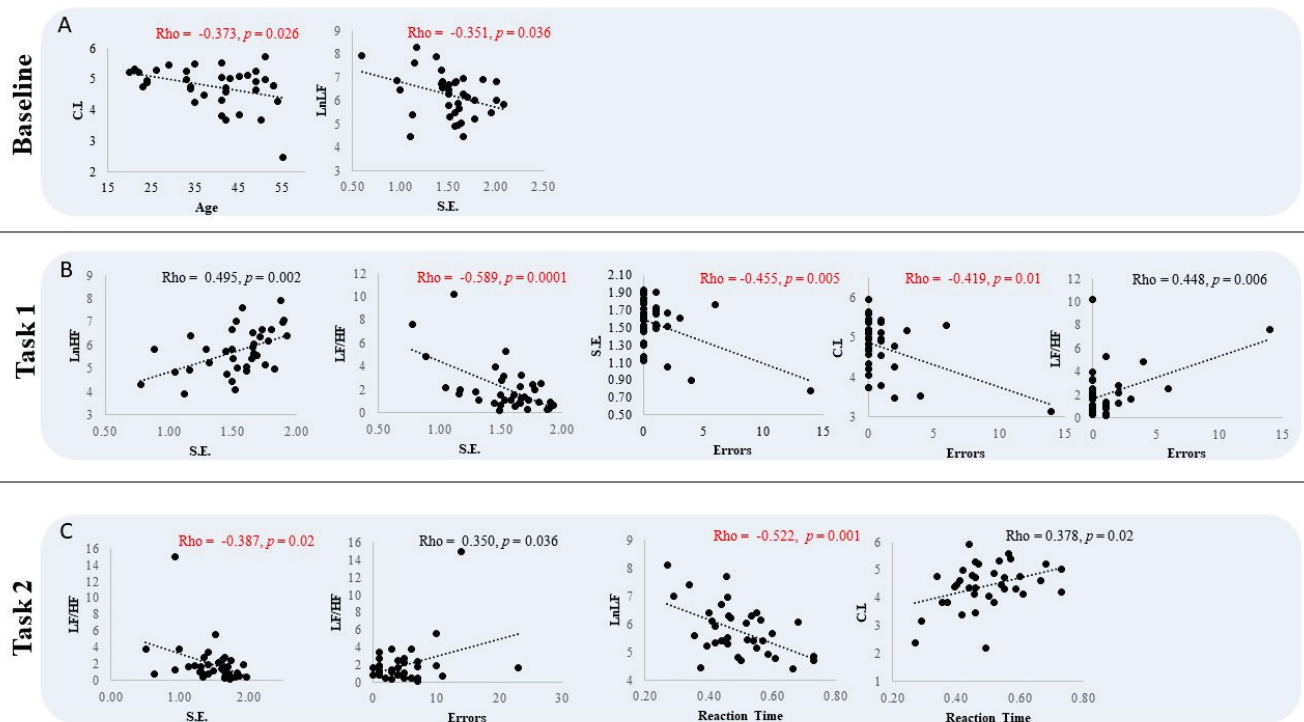 Baseline
A
Rho = -0.373, p = 0.026
C.I.
6
5
4
3
2
15 25 35 45 55
Age
Rho = -0.351, p = 0.036
LnLF
9
8
7
6
5
4
3
0.50 1.00 1.50 2.00 2.50
S.E.
Task 1
B
Rho = 0.495, p = 0.002
LnHF
9
8
7
6
5
4
3
0.50 1.00 1.50 2.00
S.E.
Rho = -0.589, p = 0.0001
LF/HF
12
10
8
6
4
2
0
0.50 1.00 1.50 2.00
S.E.
Rho = -0.455, p = 0.005
S.E.
2.10
1.90
1.70
1.50
1.30
1.10
0.90
0.70
0.50
0 5 10 15
Errors
Rho = -0.419, p = 0.01
C.I.
6
5
4
3
0 5 10 15
Errors
Rho = 0.448, p = 0.006
LF/HF
12
10
8
6
4
2
0
0 5 10 15
Errors
Task 2
C
Rho = -0.387, p = 0.02
LF/HF
16
14
12
10
8
6
4
2
0
0.00 1.00 2.00
S.E.
Rho = 0.350, p = 0.036
LF/HF
16
14
12
10
8
6
4
2
0
0 10 20 30
Errors
Rho = -0.522, p = 0.001
LnLF
9
8
7
6
5
4
0.20 0.40 0.60 0.80
Reaction Time
Rho = 0.378, p = 0.02
C.I.
6
5
4
3
2
1
0.20 0.40 0.60 0.80
Reaction Time